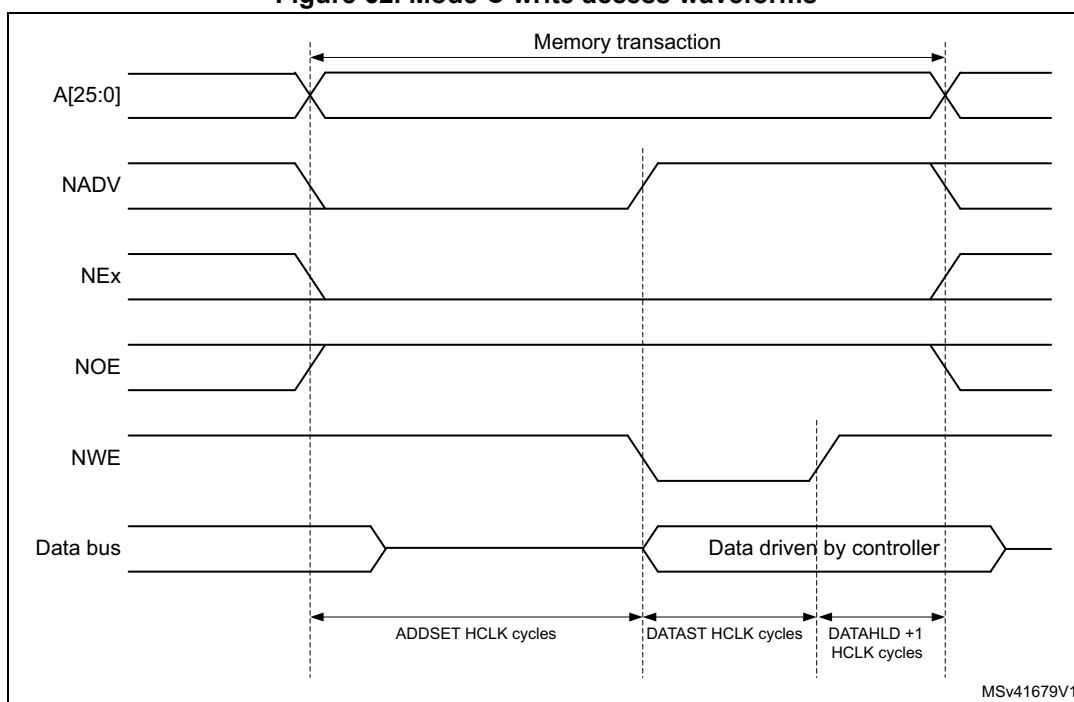 Memory transaction
A[25:0]
NADV
NEx
NOE
NWE
Data bus
Data driven by controller
ADDSET HCLK cycles
DATAST HCLK cycles
DATAHLD +1
HCLK cycles
MSv41679V1